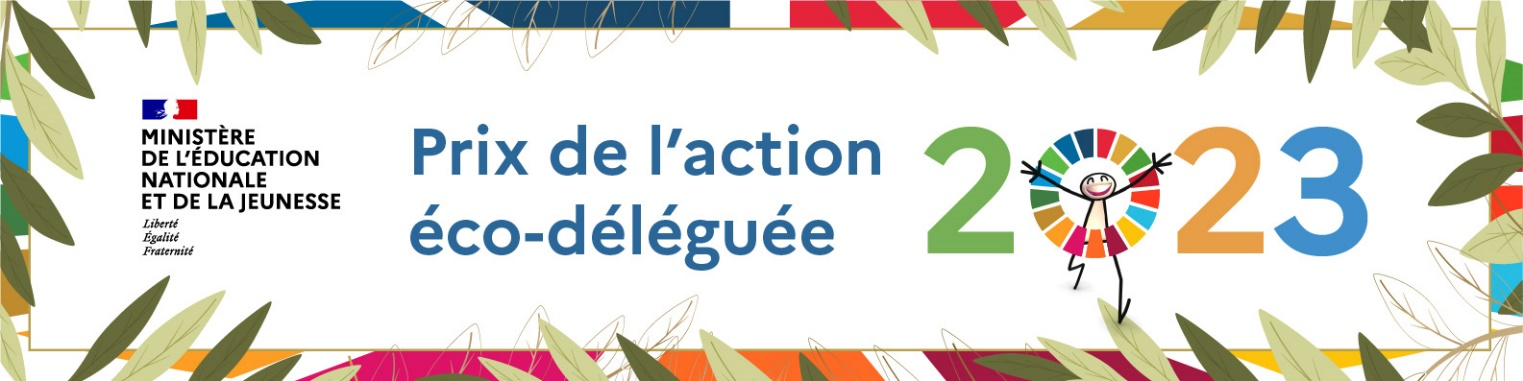 MINISTÈRE
DE L'ÉDUCATION
NATIONALE
ET DE LA JEUNESSE
Liberté
Égalité
Fraternité
Prix de l'action
éco-déléguée
2023